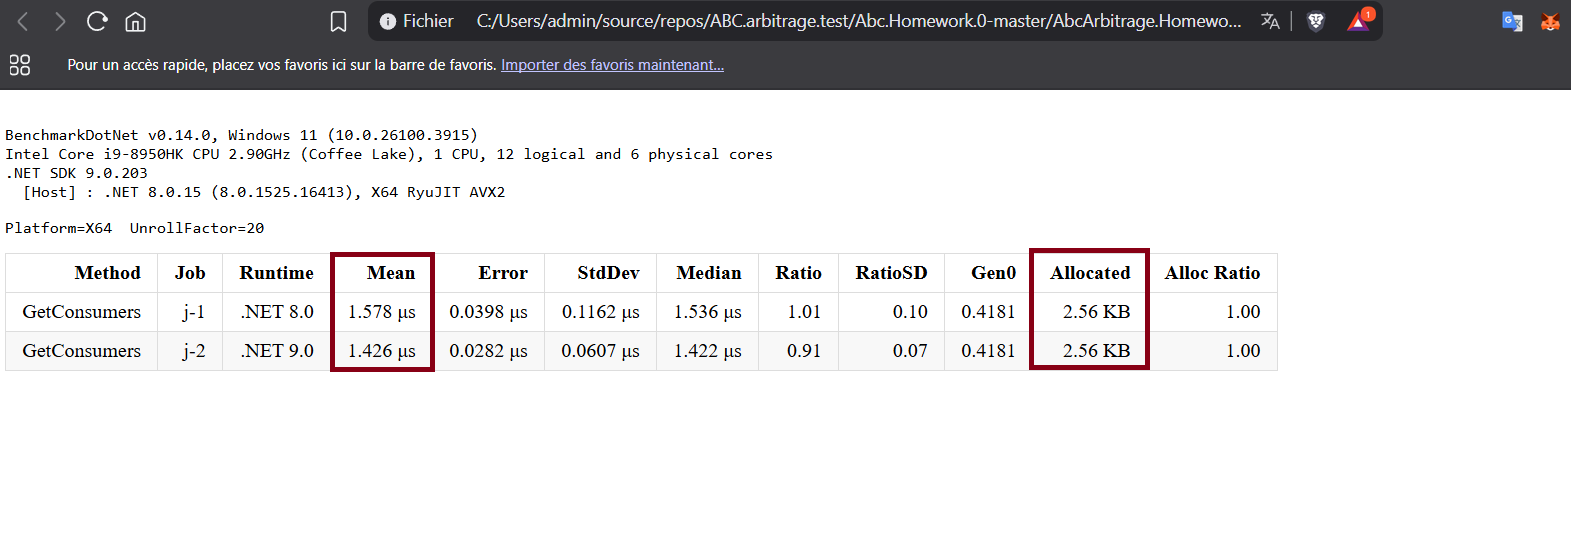 Fichier C:/Users/admin/source/repos/ABC.arbitrage.test/Abc.Homework.0-master/AbcArbitrage.Homewo... 1
Pour un accès rapide, placez vos favoris ici sur la barre de favoris. Importer des favoris maintenant...
BenchmarkDotNet v0.14.0, Windows 11 (10.0.26100.3915)
Intel Core i9-8950HK CPU 2.90GHz (Coffee Lake), 1 CPU, 12 logical and 6 physical cores
.NET SDK 9.0.203
[Host] : .NET 8.0.15 (8.0.1525.16413), X64 RyuJIT AVX2
Platform=X64 UnrollFactor=20
Method Job Runtime Mean Error StdDev Median Ratio RatioSD Gen0 Allocated Alloc Ratio
GetConsumers j-1 .NET 8.0 1.578 μs 0.0398 μs 0.1162 μs 1.536 μs 1.01 0.10 0.4181 2.56 KB 1.00
GetConsumers j-2 .NET 9.0 1.426 μs 0.0282 μs 0.0607 μs 1.422 μs 0.91 0.07 0.4181 2.56 KB 1.00